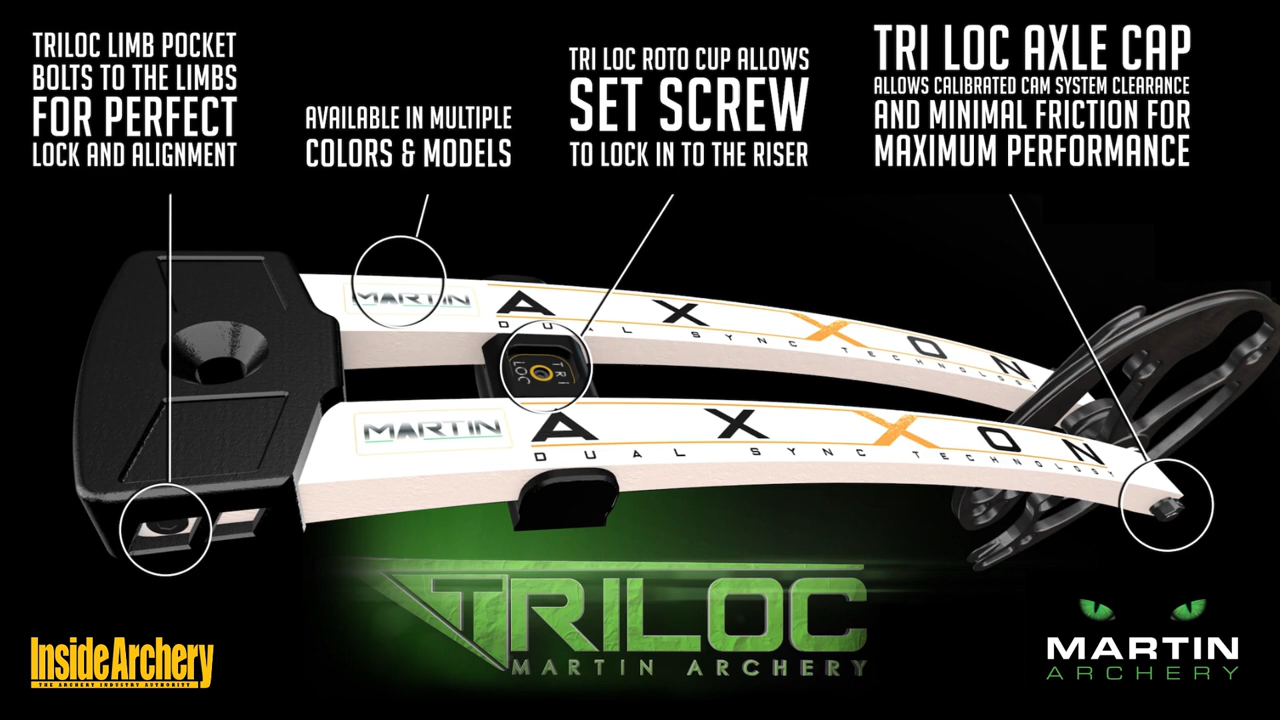 TRILOC LIMB POCKET
BOLTS TO THE LIMBS
FOR PERFECT
LOCK AND ALIGNMENT
AVAILABLE IN MULTIPLE
COLORS & MODELS
TRI LOC ROTO CUP ALLOWS
SET SCREW
TO LOCK IN TO THE RISER
TRI LOC AXLE CAP
ALLOWS CALIBRATED CAM SYSTEM CLEARANCE
AND MINIMAL FRICTION FOR
MAXIMUM PERFORMANCE
MARTIN AXXON
DUAL SYNC TECHNOLOGY
TRI
LOC
MARTIN AXXON
DUAL SYNC TECHNOLOGY
TRILOC
MARTIN ARCHERY
InsideArchery
THE ARCHERY INDUSTRY AUTHORITY
MARTIN
ARCHERY